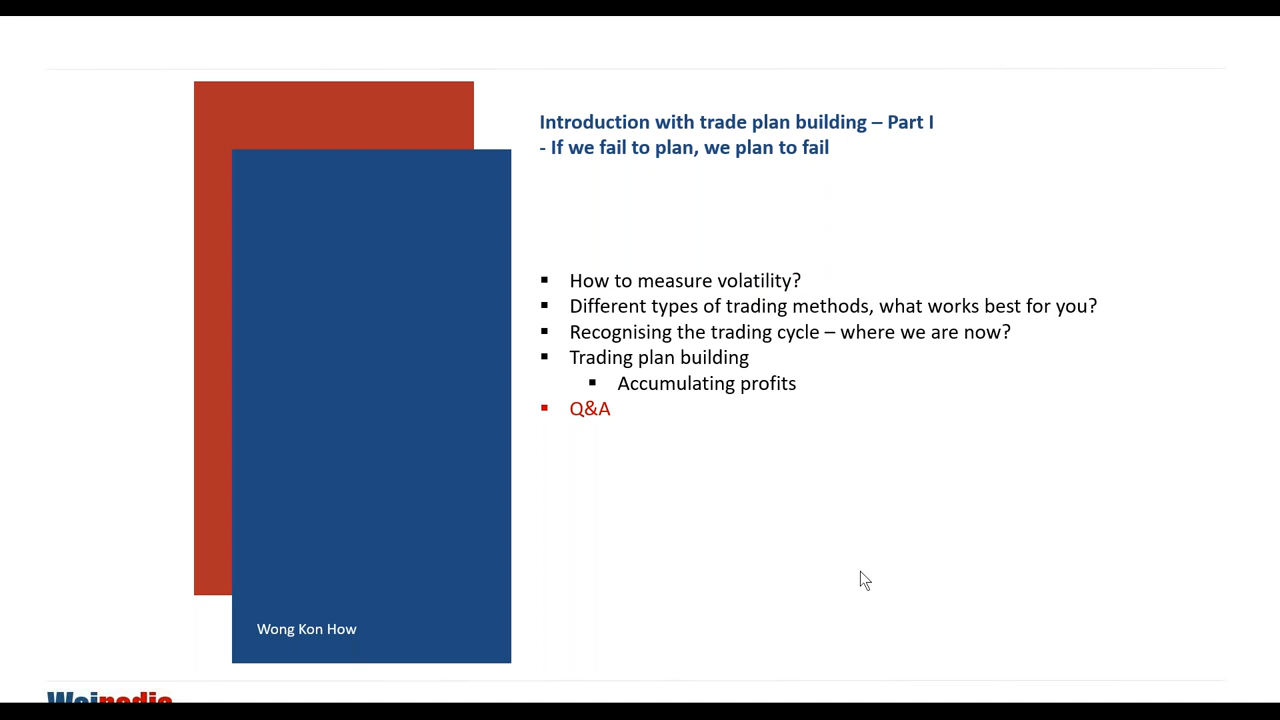 Introduction with trade plan building – Part I
- If we fail to plan, we plan to fail
▪ How to measure volatility?
▪ Different types of trading methods, what works best for you?
▪ Recognising the trading cycle – where we are now?
▪ Trading plan building
▪ Accumulating profits
▪ Q&A
Wong Kon How